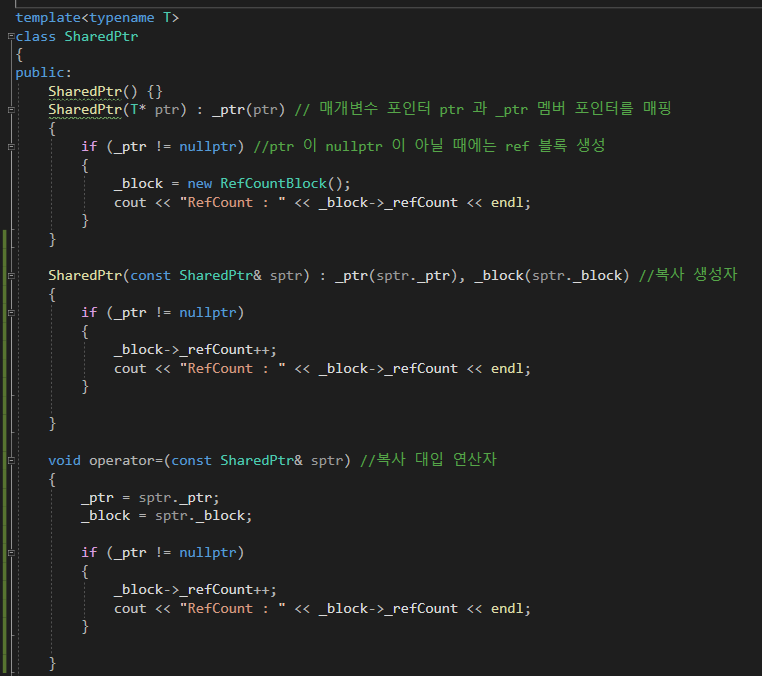 template<typename T>
class SharedPtr
{
public:
    SharedPtr() {}
    SharedPtr(T* ptr) : _ptr(ptr) // 매개변수 포인터 ptr 과 _ptr 멤버 포인터를 매핑
    {
        if (_ptr != nullptr) //ptr 이 nullptr 이 아닐 때에는 ref 블록 생성
        {
            _block = new RefCountBlock();
            cout << "RefCount : " << _block->_refCount << endl;
        }
    }
    SharedPtr(const SharedPtr& sptr) : _ptr(sptr._ptr), _block(sptr._block) //복사 생성자
    {
        if (_ptr != nullptr)
        {
            _block->_refCount++;
            cout << "RefCount : " << _block->_refCount << endl;
        }
    }
    void operator=(const SharedPtr& sptr) //복사 대입 연산자
    {
        _ptr = sptr._ptr;
        _block = sptr._block;
        if (_ptr != nullptr)
        {
            _block->_refCount++;
            cout << "RefCount : " << _block->_refCount << endl;
        }
    }